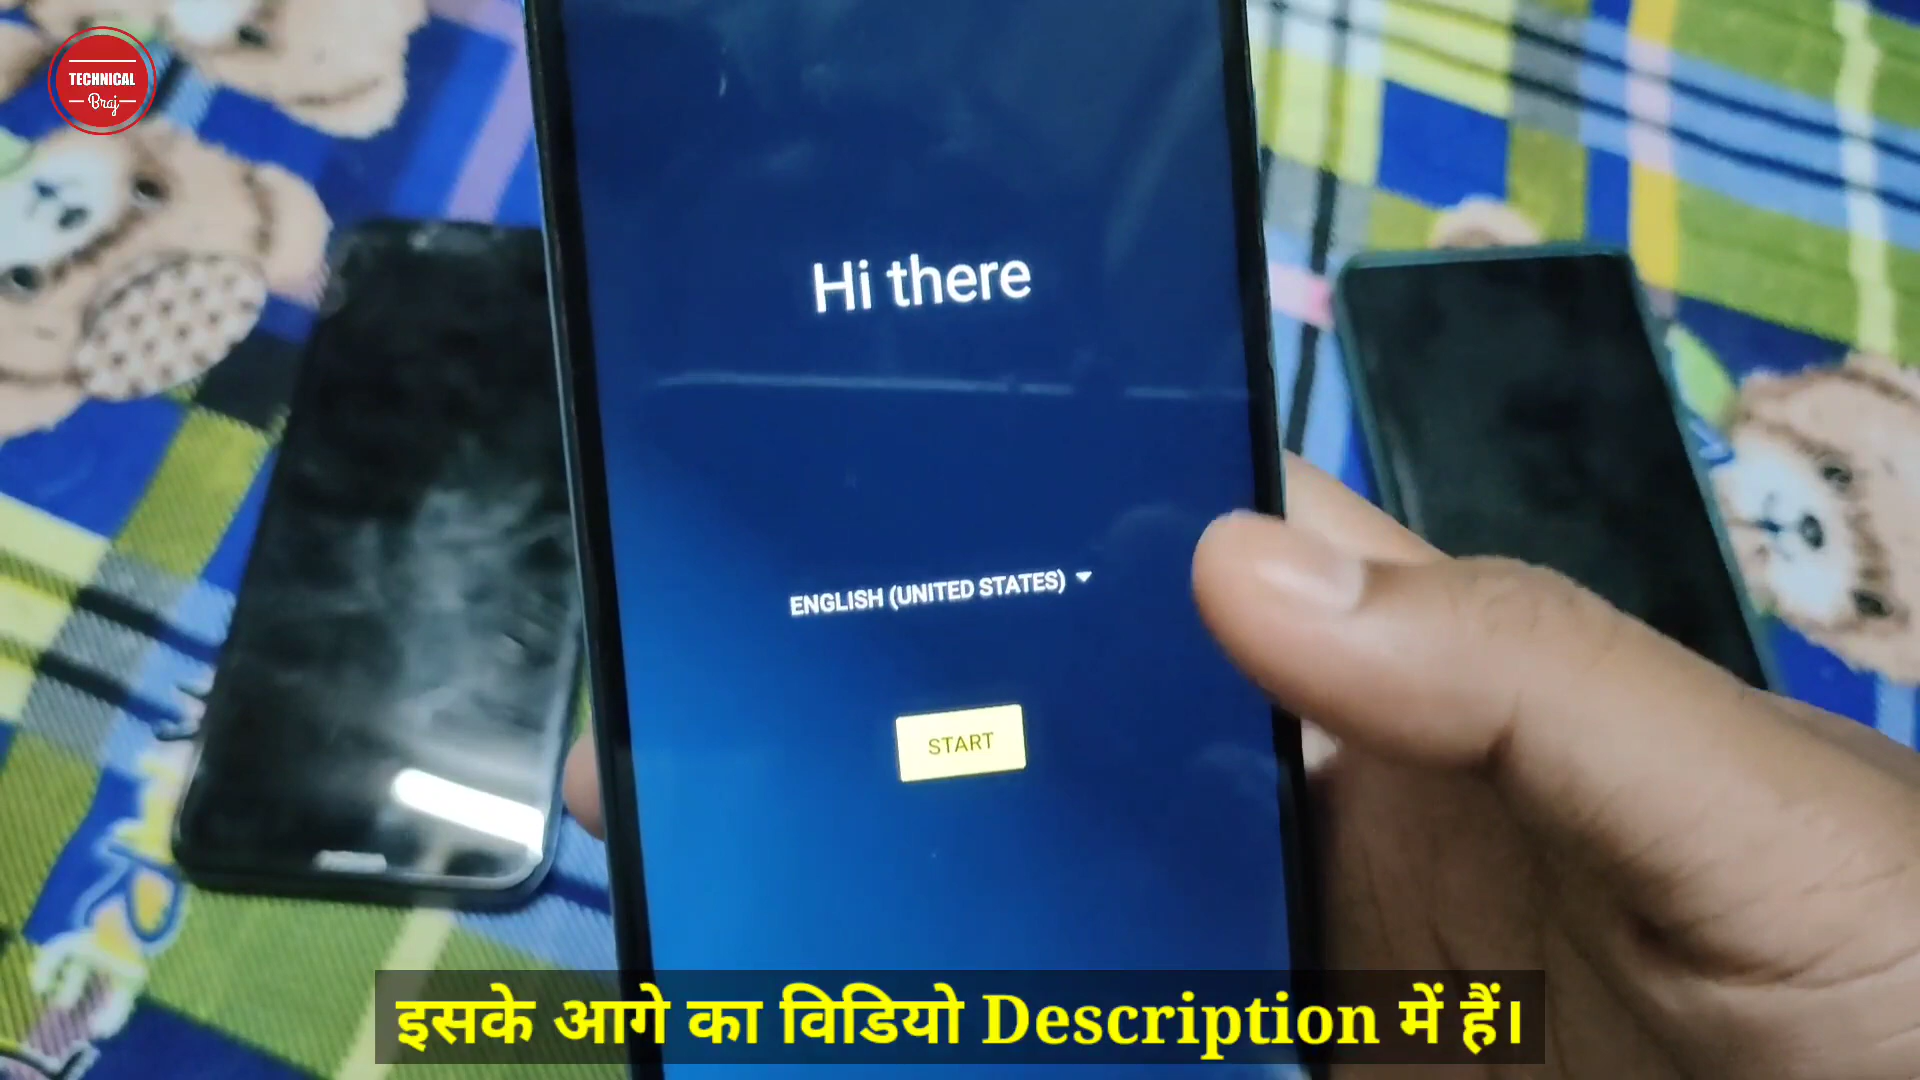 TECHNICAL
Braj
Hi there
ENGLISH (UNITED STATES)
START
इसके आगे का विडियो Description में हैं।